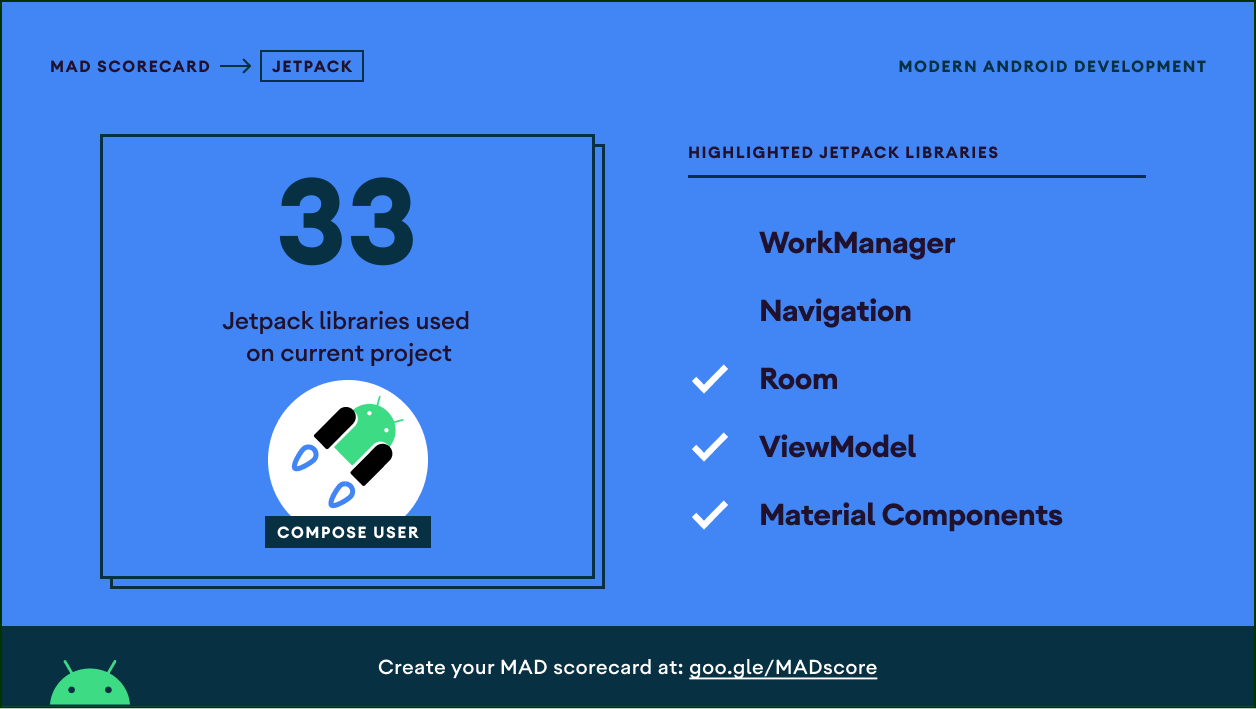 MAD SCORECARD → JETPACK
MODERN ANDROID DEVELOPMENT
33
Jetpack libraries used
on current project
COMPOSE USER
HIGHLIGHTED JETPACK LIBRARIES
WorkManager
Navigation
Room
ViewModel
Material Components
Create your MAD scorecard at: goo.gle/MADscore